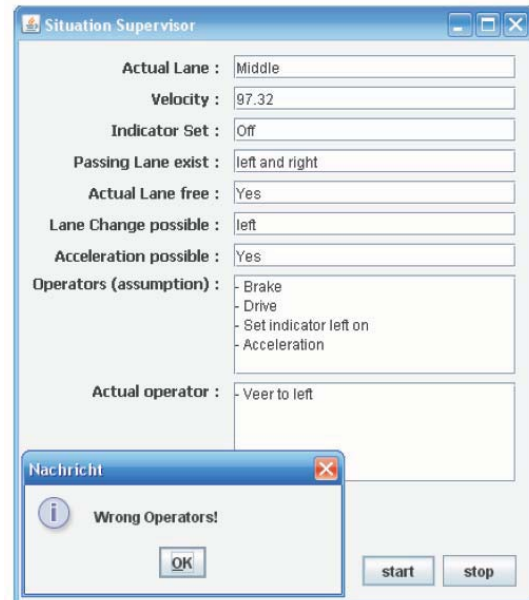 Situation Supervisor
Actual Lane : Middle
Velocity : 97.32
Indicator Set : Off
Passing Lane exist : left and right
Actual Lane free : Yes
Lane Change possible : left
Acceleration possible : Yes
Operators (assumption) : - Brake
- Drive
- Set indicator left on
- Acceleration
Actual operator : - Veer to left
Nachricht
Wrong Operators!
OK
start stop